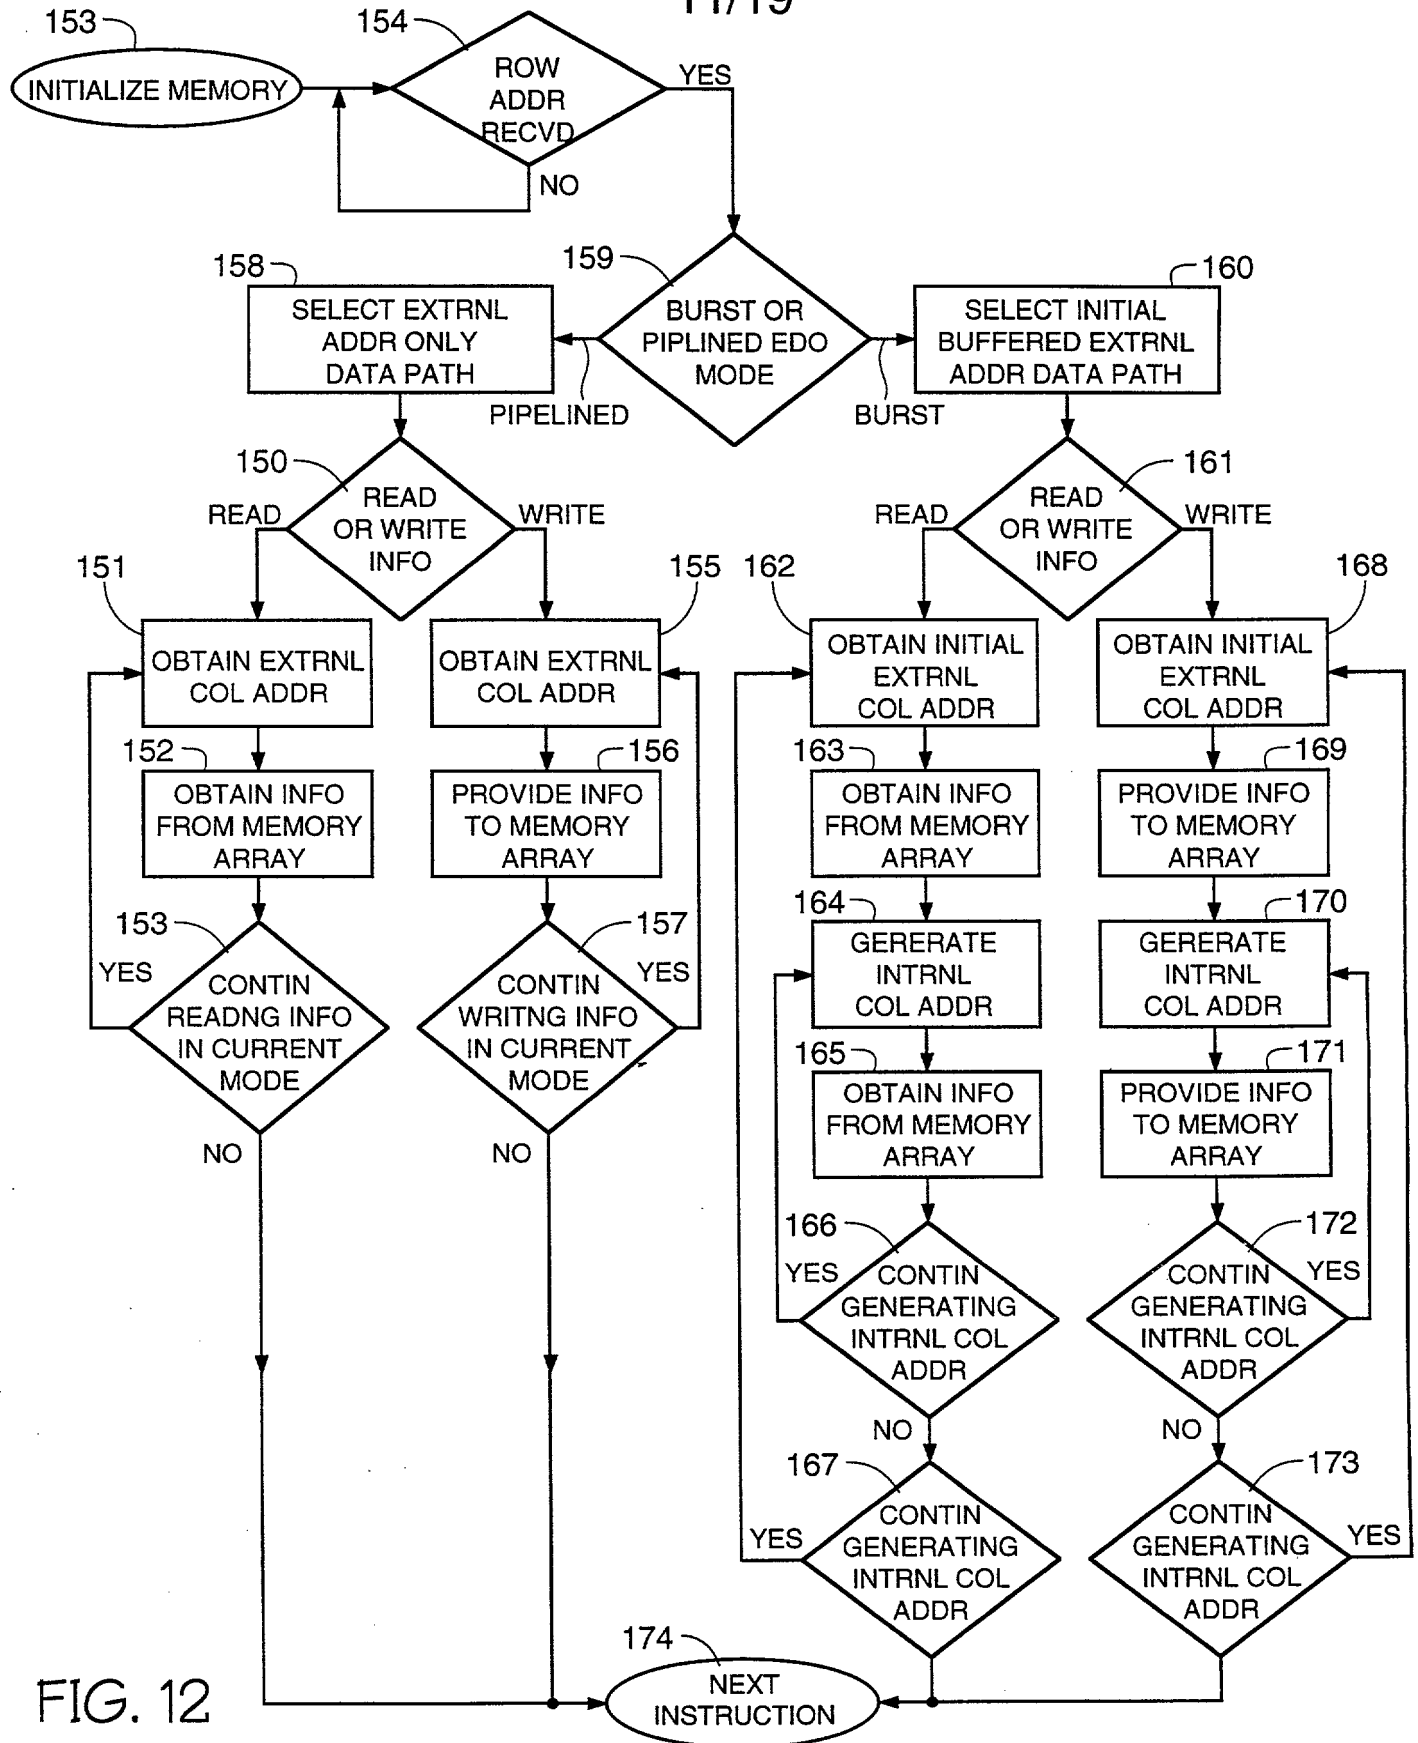 11/19
153
INITIALIZE MEMORY
154
ROW
ADDR
RECVD
YES
NO
158
SELECT EXTRNL
ADDR ONLY
DATA PATH
159
BURST OR
PIPLINED EDO
MODE
PIPELINED
BURST
160
SELECT INITIAL
BUFFERED EXTRNL
ADDR DATA PATH
150
READ
OR WRITE
INFO
READ
WRITE
161
READ
OR WRITE
INFO
READ
WRITE
151
OBTAIN EXTRNL
COL ADDR
155
OBTAIN EXTRNL
COL ADDR
162
OBTAIN INITIAL
EXTRNL
COL ADDR
168
OBTAIN INITIAL
EXTRNL
COL ADDR
152
OBTAIN INFO
FROM MEMORY
ARRAY
156
PROVIDE INFO
TO MEMORY
ARRAY
163
OBTAIN INFO
FROM MEMORY
ARRAY
169
PROVIDE INFO
TO MEMORY
ARRAY
153
YES
CONTIN
READNG INFO
IN CURRENT
MODE
NO
157
YES
CONTIN
WRITNG INFO
IN CURRENT
MODE
NO
164
GERERATE
INTRNL
COL ADDR
170
GERERATE
INTRNL
COL ADDR
165
OBTAIN INFO
FROM MEMORY
ARRAY
171
PROVIDE INFO
TO MEMORY
ARRAY
166
YES
CONTIN
GENERATING
INTRNL COL
ADDR
NO
172
YES
CONTIN
GENERATING
INTRNL COL
ADDR
NO
167
YES
CONTIN
GENERATING
INTRNL COL
ADDR
173
YES
CONTIN
GENERATING
INTRNL COL
ADDR
174
NEXT
INSTRUCTION
FIG. 12